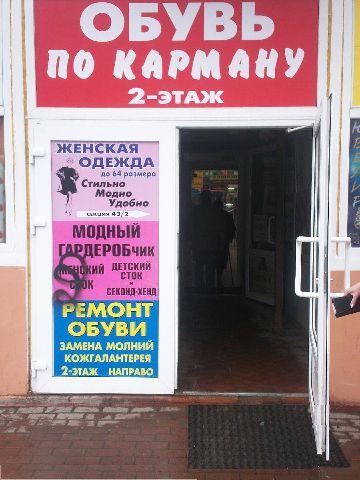 ОБУВЬ
ПО КАРМАНУ
2-ЭТАЖ
ЖЕНСКАЯ
ОДЕЖДА
до 64 размера
Стильно
Модно
Удобно
СЕКЦИЯ 43/2
МОДНЫЙ
ГАРДЕРОБчик
ЖЕНСКИЙ
СТОК
ДЕТСКИЙ
СТОК
СЕКОНД-ХЕНД
РЕМОНТ
ОБУВИ
ЗАМЕНА МОЛНИЙ
КОЖГАЛАНТЕРЕЯ
2-ЭТАЖ НАПРАВО